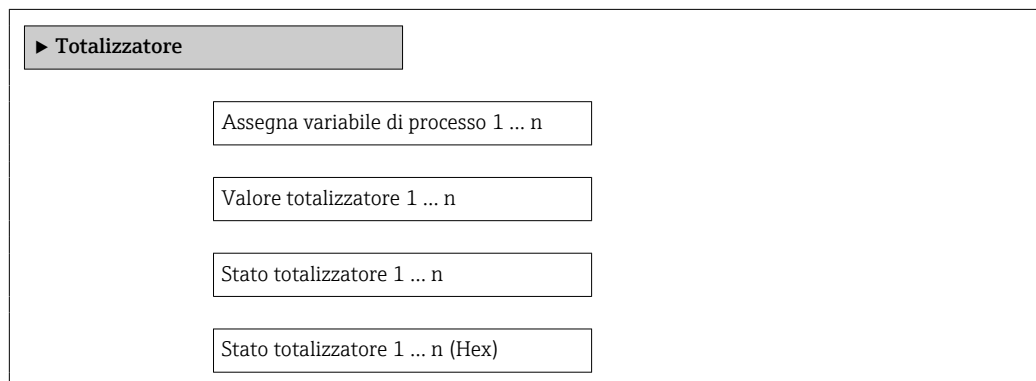 ▶ Totalizzatore
Assegna variabile di processo 1 … n
Valore totalizzatore 1 … n
Stato totalizzatore 1 … n
Stato totalizzatore 1 … n (Hex)